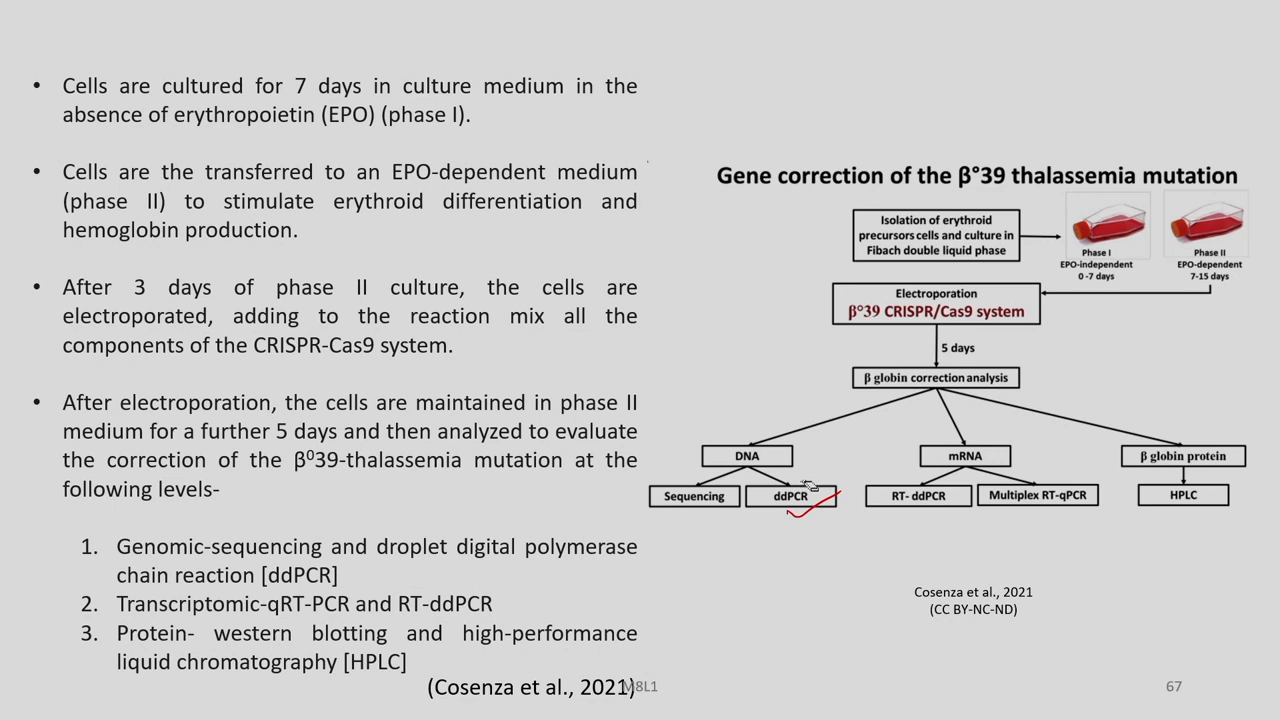 • Cells are cultured for 7 days in culture medium in the
absence of erythropoietin (EPO) (phase I).
• Cells are the transferred to an EPO-dependent medium
(phase II) to stimulate erythroid differentiation and
hemoglobin production.
• After 3 days of phase II culture, the cells are
electroporated, adding to the reaction mix all the
components of the CRISPR-Cas9 system.
• After electroporation, the cells are maintained in phase II
medium for a further 5 days and then analyzed to evaluate
the correction of the β⁰39-thalassemia mutation at the
following levels-
1. Genomic-sequencing and droplet digital polymerase
chain reaction [ddPCR]
2. Transcriptomic-qRT-PCR and RT-ddPCR
3. Protein- western blotting and high-performance
liquid chromatography [HPLC]
(Cosenza et al., 2021)
Gene correction of the β°39 thalassemia mutation
Isolation of erythroid
precursors cells and culture in
Fibach double liquid phase
Phase I
EPO-independent
0 -7 days
Phase II
EPO-dependent
7-15 days
Electroporation
β°39 CRISPR/Cas9 system
5 days
β globin correction analysis
DNA
mRNA
β globin protein
Sequencing
ddPCR
RT- ddPCR
Multiplex RT-qPCR
HPLC
Cosenza et al., 2021
(CC BY-NC-ND)
M8L1
67